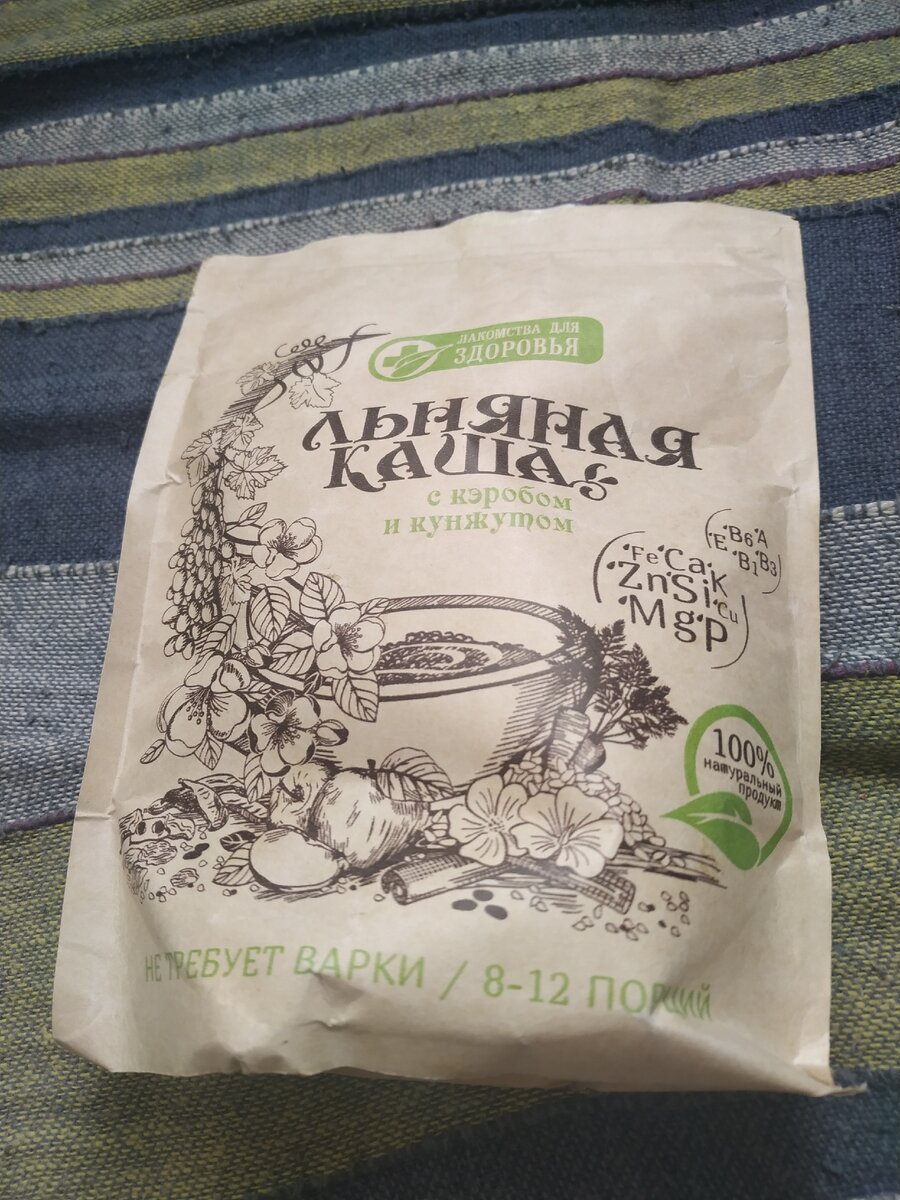 ЛАКОМСТВА ДЛЯ
ЗДОРОВЬЯ
ЛЬНЯНАЯ
КАША
с кэробом
и кунжутом
B6 A
E B1 B3
Fe Ca K
Zn Si Cu
Mg P
100%
натуральный
продукт
НЕ ТРЕБУЕТ ВАРКИ / 8-12 ПОРЦИЙ